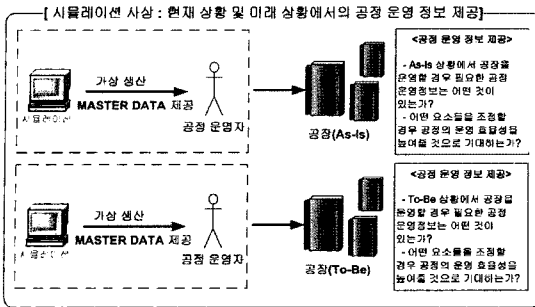 [ 시뮬레이션 사상 : 현재 상황 및 미래 상황에서의 공정 운영 정보 제공]
가상 생산
MASTER DATA 제공
시뮬레이션
공정 운영자
공장(As-Is)
<공정 운영 정보 제공>
- As-Is 상황에서 공장을
운영할 경우 필요한 공정
운영정보는 어떤 것이
있는가?
- 어떤 요소들을 조정할
경우 공정의 운영 효율성을
높여줄 것으로 기대하는가?
가상 생산
MASTER DATA 제공
시뮬레이션
공정 운영자
공장(To-Be)
<공정 운영 정보 제공>
- To-Be 상황에서 공장을
운영할 경우 필요한 공정
운영정보는 어떤 것이
있는가?
- 어떤 요소들을 조정할
경우 공정의 운영 효율성을
높여줄 것으로 기대하는가?